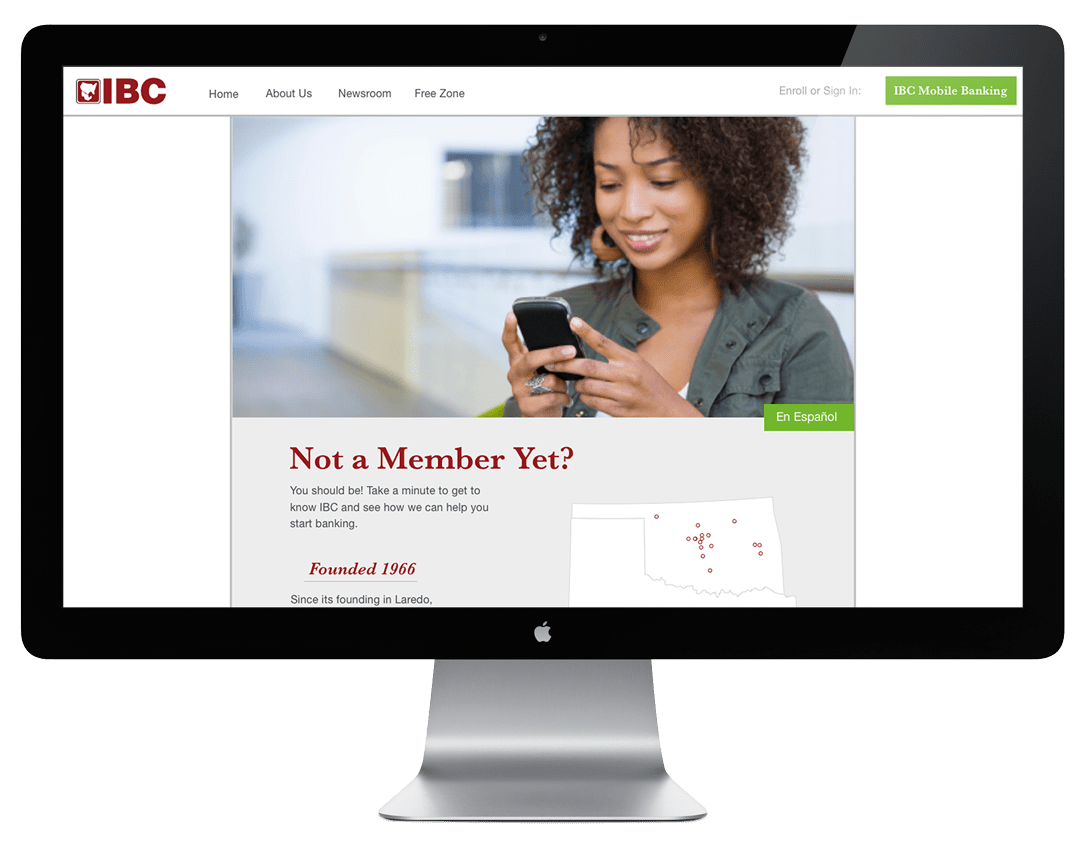 IBC
Home
About Us
Newsroom
Free Zone
Enroll or Sign In:
IBC Mobile Banking
En Español
Not a Member Yet?
You should be! Take a minute to get to
know IBC and see how we can help you
start banking.
Founded 1966
Since its founding in Laredo,